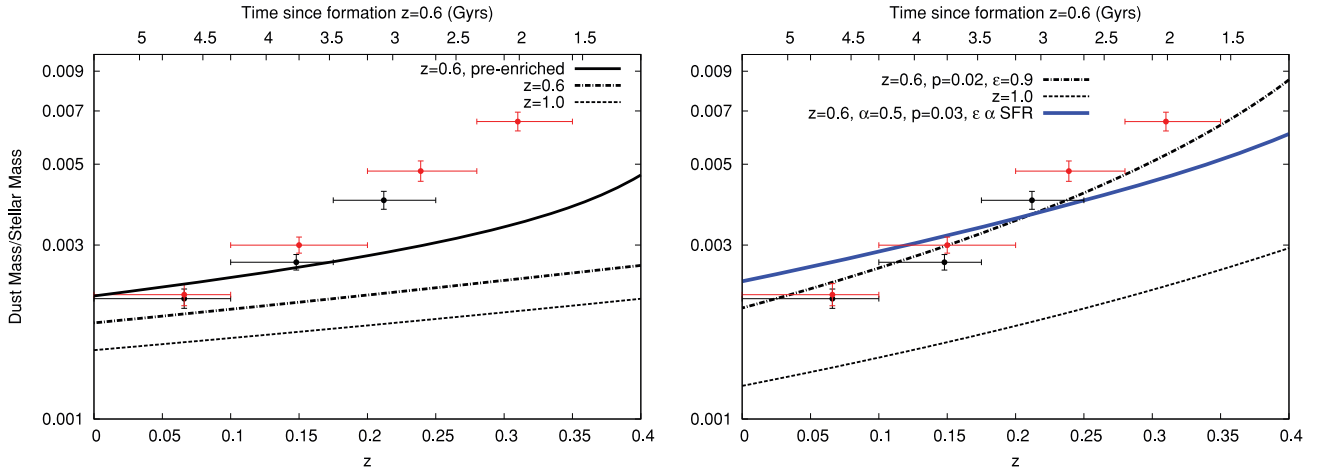 Time since formation z=0.6 (Gyrs)
5 4.5 4 3.5 3 2.5 2 1.5
Dust Mass/Stellar Mass
0.009
0.007
0.005
0.003
0.001
z=0.6, pre-enriched
z=0.6
z=1.0
0 0.05 0.1 0.15 0.2 0.25 0.3 0.35 0.4
z
Time since formation z=0.6 (Gyrs)
5 4.5 4 3.5 3 2.5 2 1.5
0.009
0.007
0.005
0.003
0.001
z=0.6, p=0.02, ε=0.9
z=1.0
z=0.6, α=0.5, p=0.03, ε α SFR
0 0.05 0.1 0.15 0.2 0.25 0.3 0.35 0.4
z